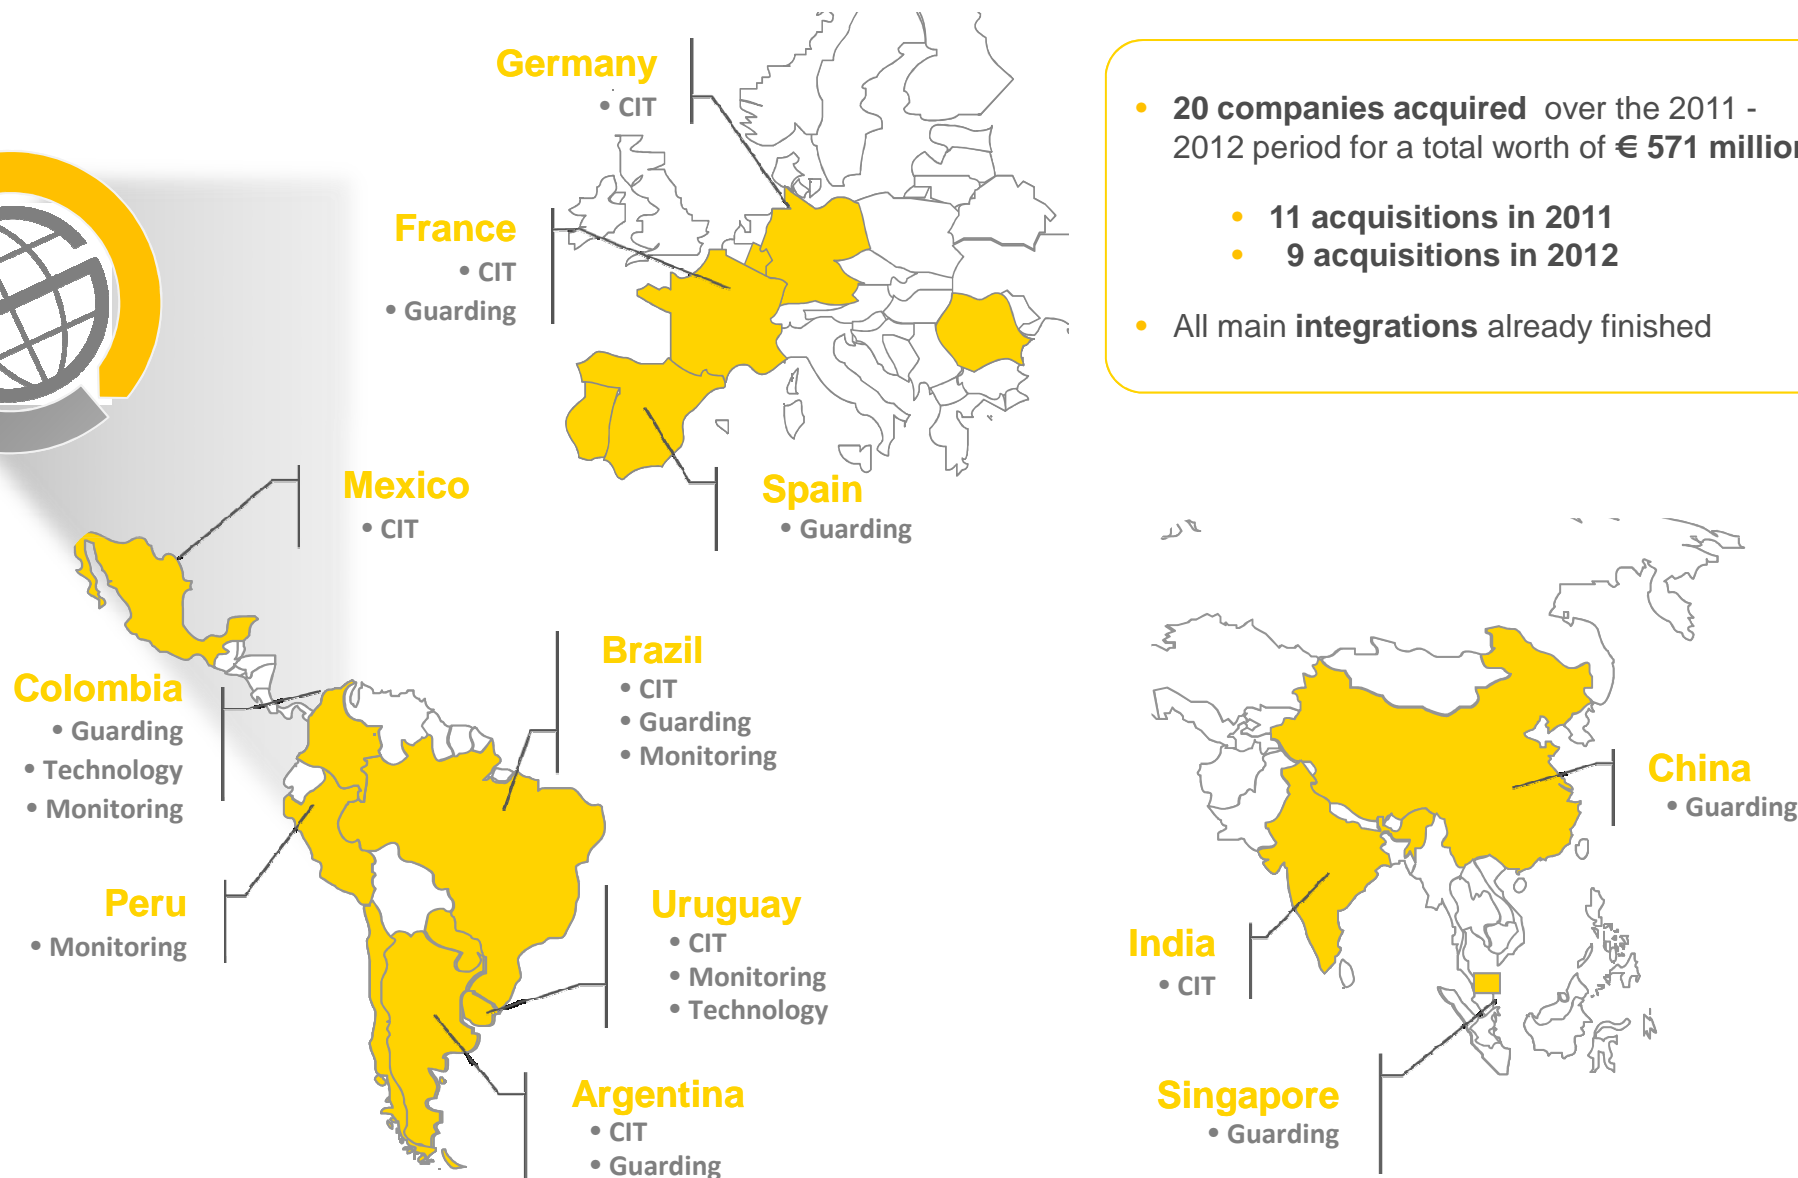 Germany
• CIT
France
• CIT
• Guarding
Spain
• Guarding
• 20 companies acquired over the 2011 -
2012 period for a total worth of € 571 million
• 11 acquisitions in 2011
• 9 acquisitions in 2012
• All main integrations already finished
Mexico
• CIT
Colombia
• Guarding
• Technology
• Monitoring
Peru
• Monitoring
Brazil
• CIT
• Guarding
• Monitoring
Uruguay
• CIT
• Monitoring
• Technology
Argentina
• CIT
• Guarding
China
• Guarding
India
• CIT
Singapore
• Guarding